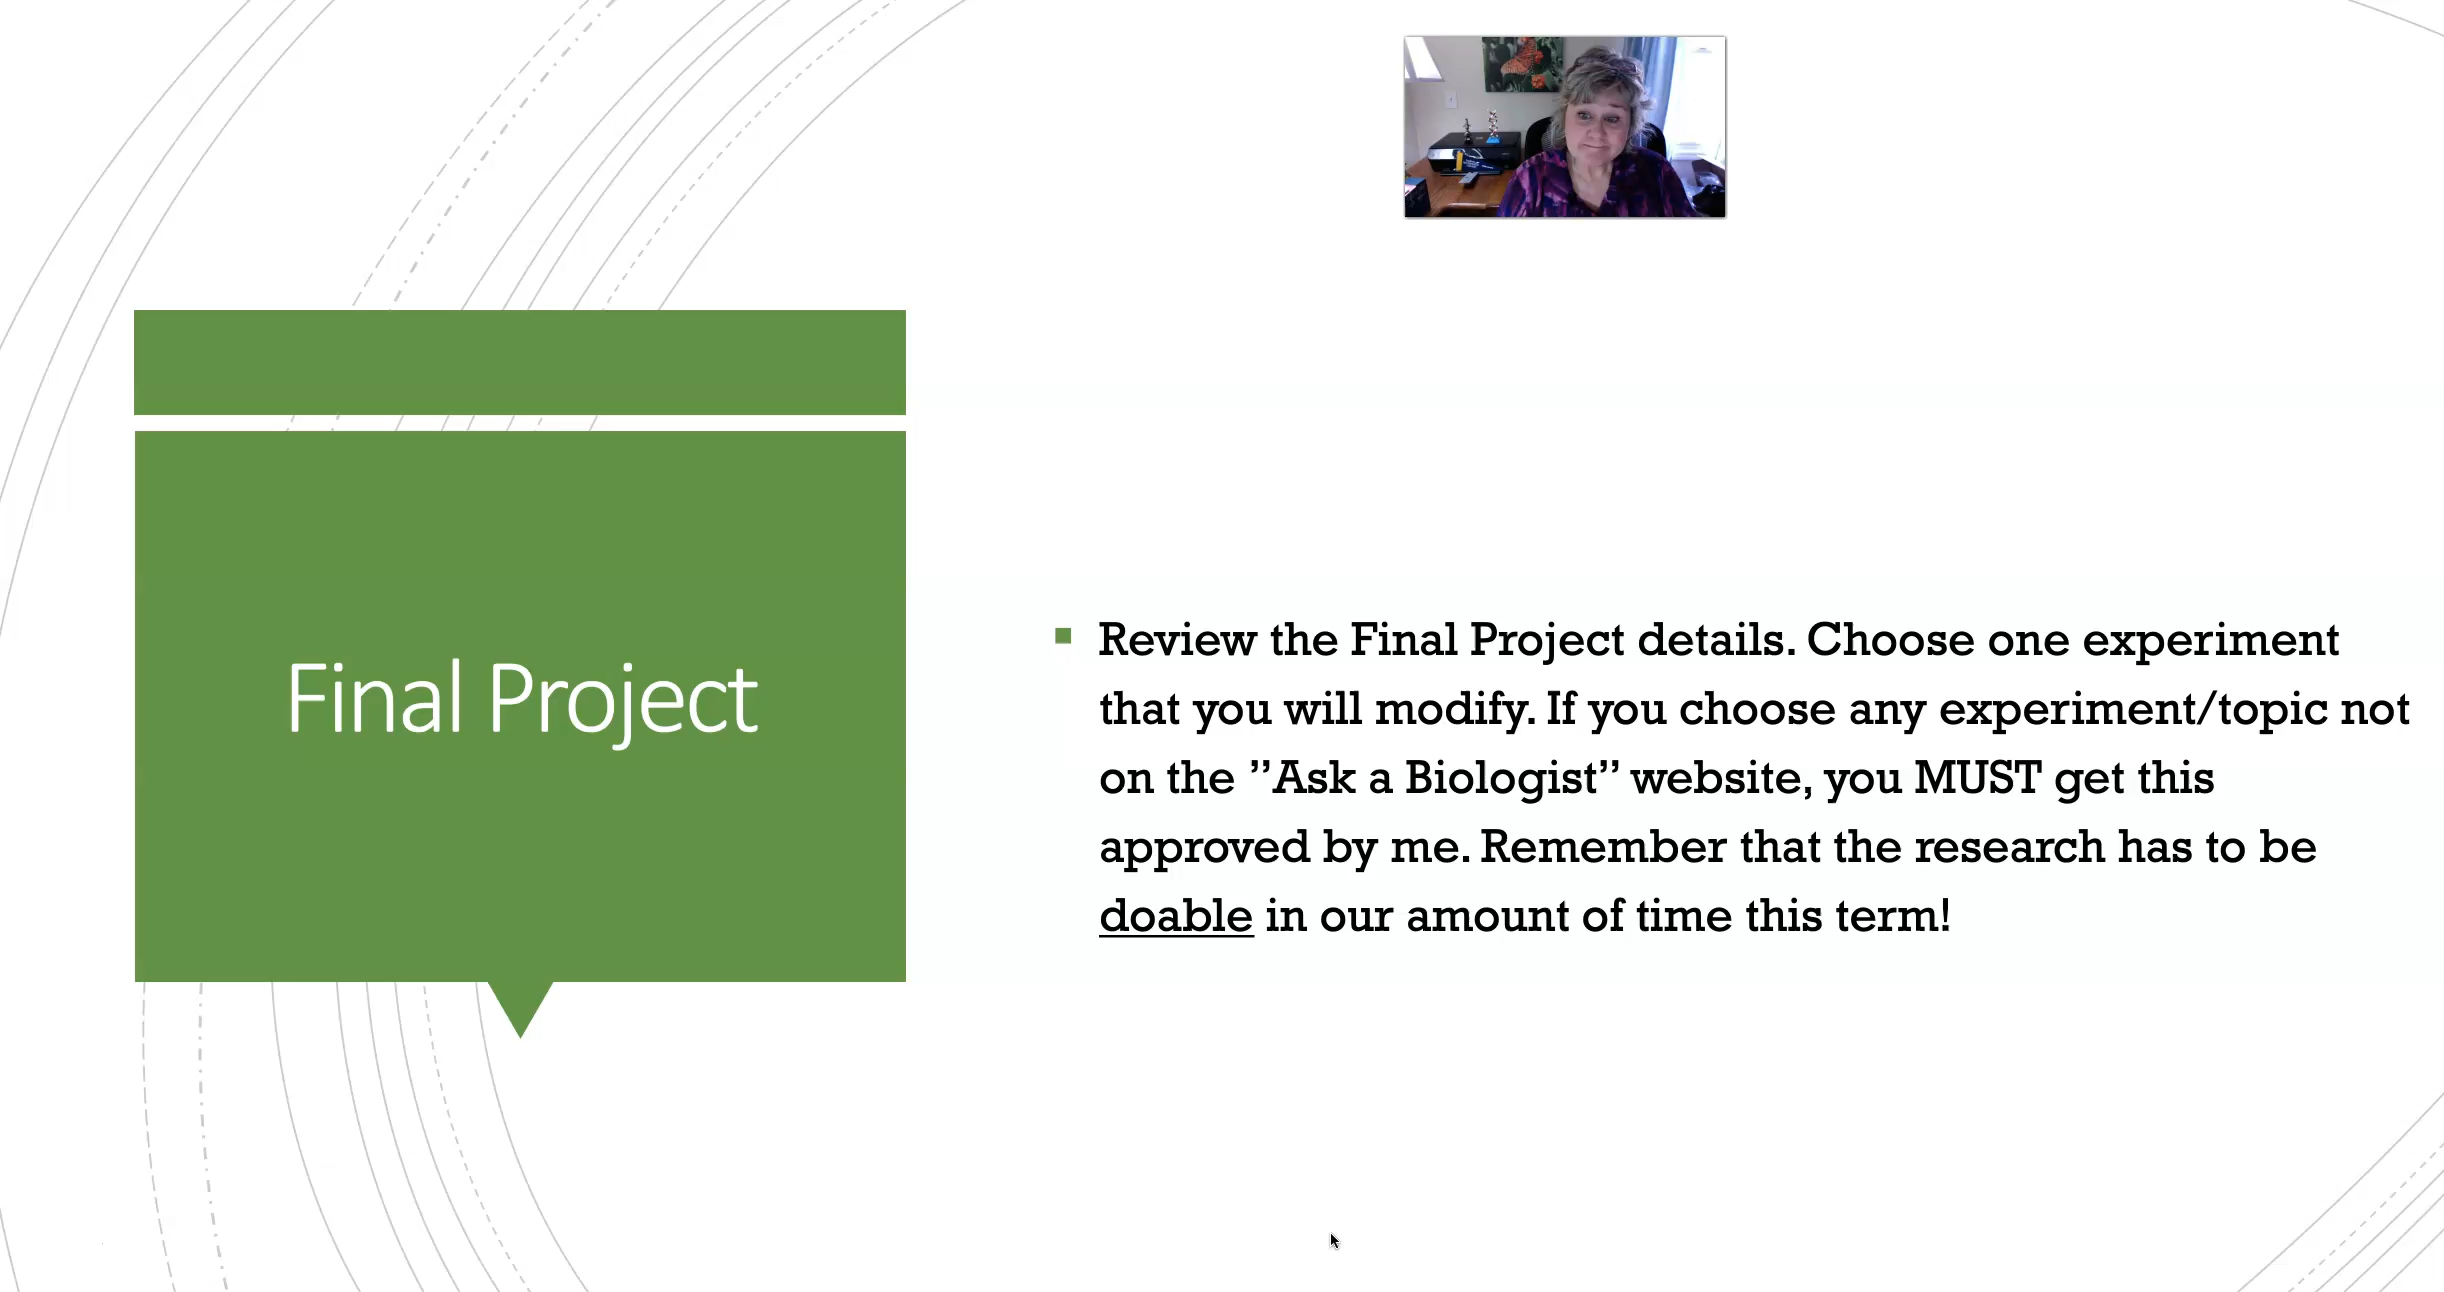 Final Project
Review the Final Project details. Choose one experiment
that you will modify. If you choose any experiment/topic not
on the ”Ask a Biologist” website, you MUST get this
approved by me. Remember that the research has to be
doable in our amount of time this term!